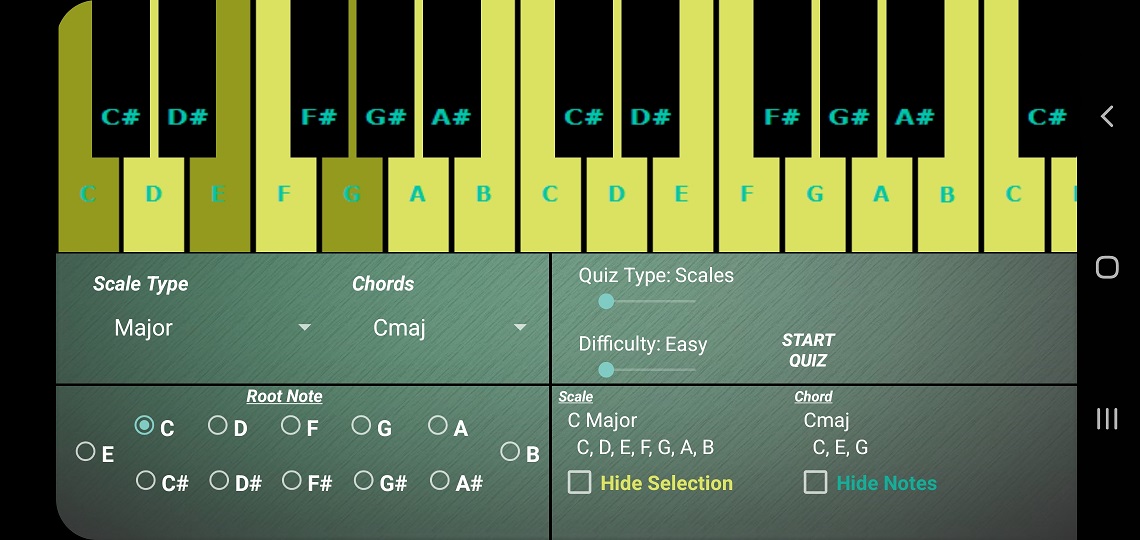 C# D# F# G# A# C# D# F# G# A# C#
C D E F G A B C D E F G A B C
Scale Type Chords
Major Cmaj
Quiz Type: Scales
Difficulty: Easy
START
QUIZ
Root Note
C D F G A
E B
C# D# F# G# A#
Scale Chord
C Major Cmaj
C, D, E, F, G, A, B C, E, G
Hide Selection Hide Notes